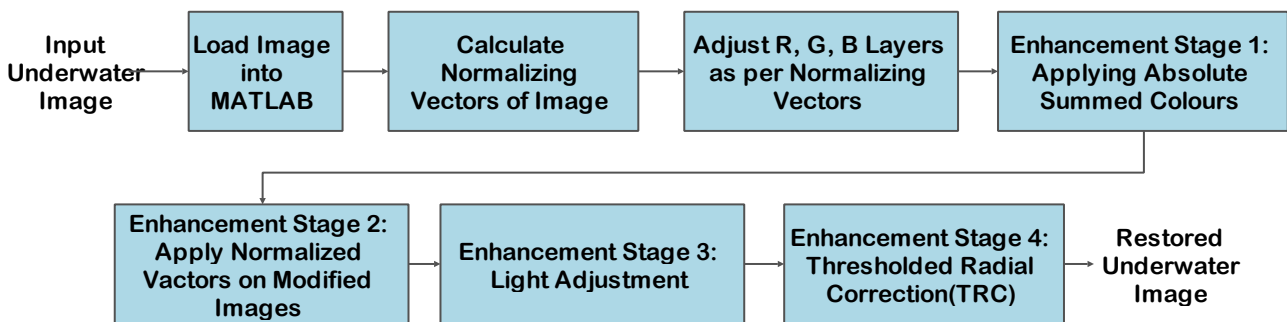 Input
Underwater
Image
Load Image
into
MATLAB
Calculate
Normalizing
Vectors of Image
Adjust R, G, B Layers
as per Normalizing
Vectors
Enhancement Stage 1:
Applying Absolute
Summed Colours
Enhancement Stage 2:
Apply Normalized
Vactors on Modified
Images
Enhancement Stage 3:
Light Adjustment
Enhancement Stage 4:
Thresholded Radial
Correction(TRC)
Restored
Underwater
Image